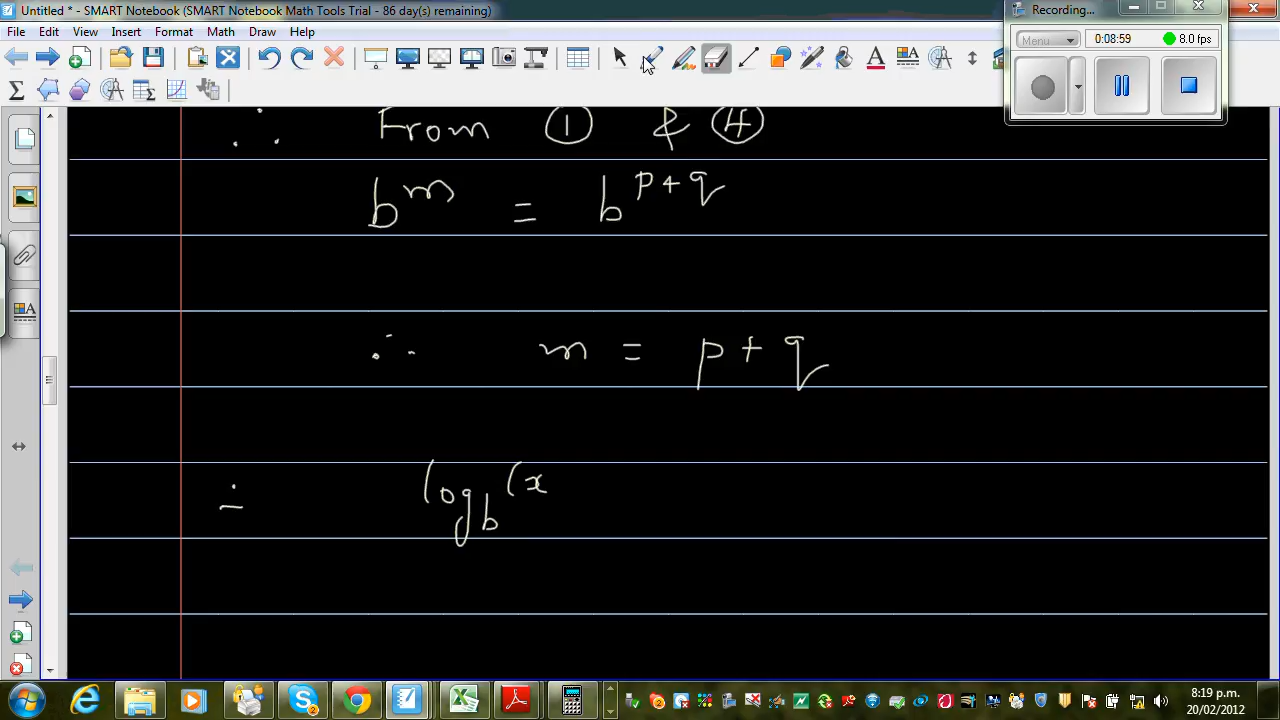 Untitled * - SMART Notebook (SMART Notebook Math Tools Trial - 86 day(s) remaining)
Recording...
File Edit View Insert Format Math Draw Help
Menu 0:08:59 8.0 fps
∴ From ① & ④
b^m = b^(p+q)
∴ m = p + q
∴ log_b (x
8:19 p.m.
20/02/2012